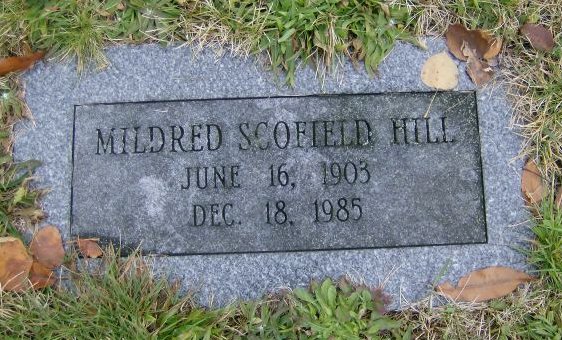 MILDRED SCOFIELD HILL
JUNE 16, 1903
DEC. 18, 1985